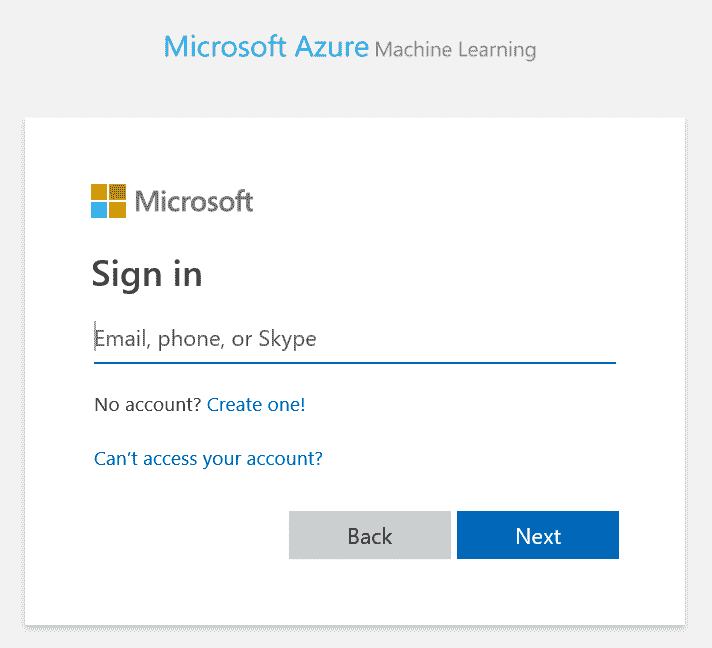 Microsoft Azure Machine Learning
Microsoft
Sign in
Email, phone, or Skype
No account? Create one!
Can't access your account?
Back Next